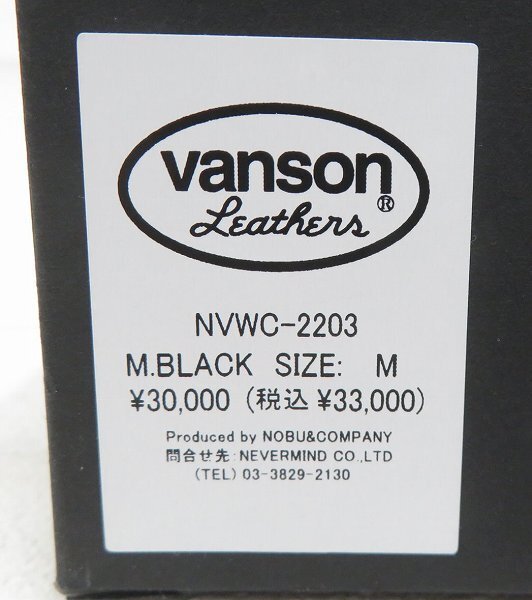 vanson
Leathers ®
NVWC-2203
M.BLACK SIZE: M
¥30,000 (税込 ¥33,000)
Produced by NOBU&COMPANY
問合せ先:NEVERMIND CO.,LTD
(TEL) 03-3829-2130